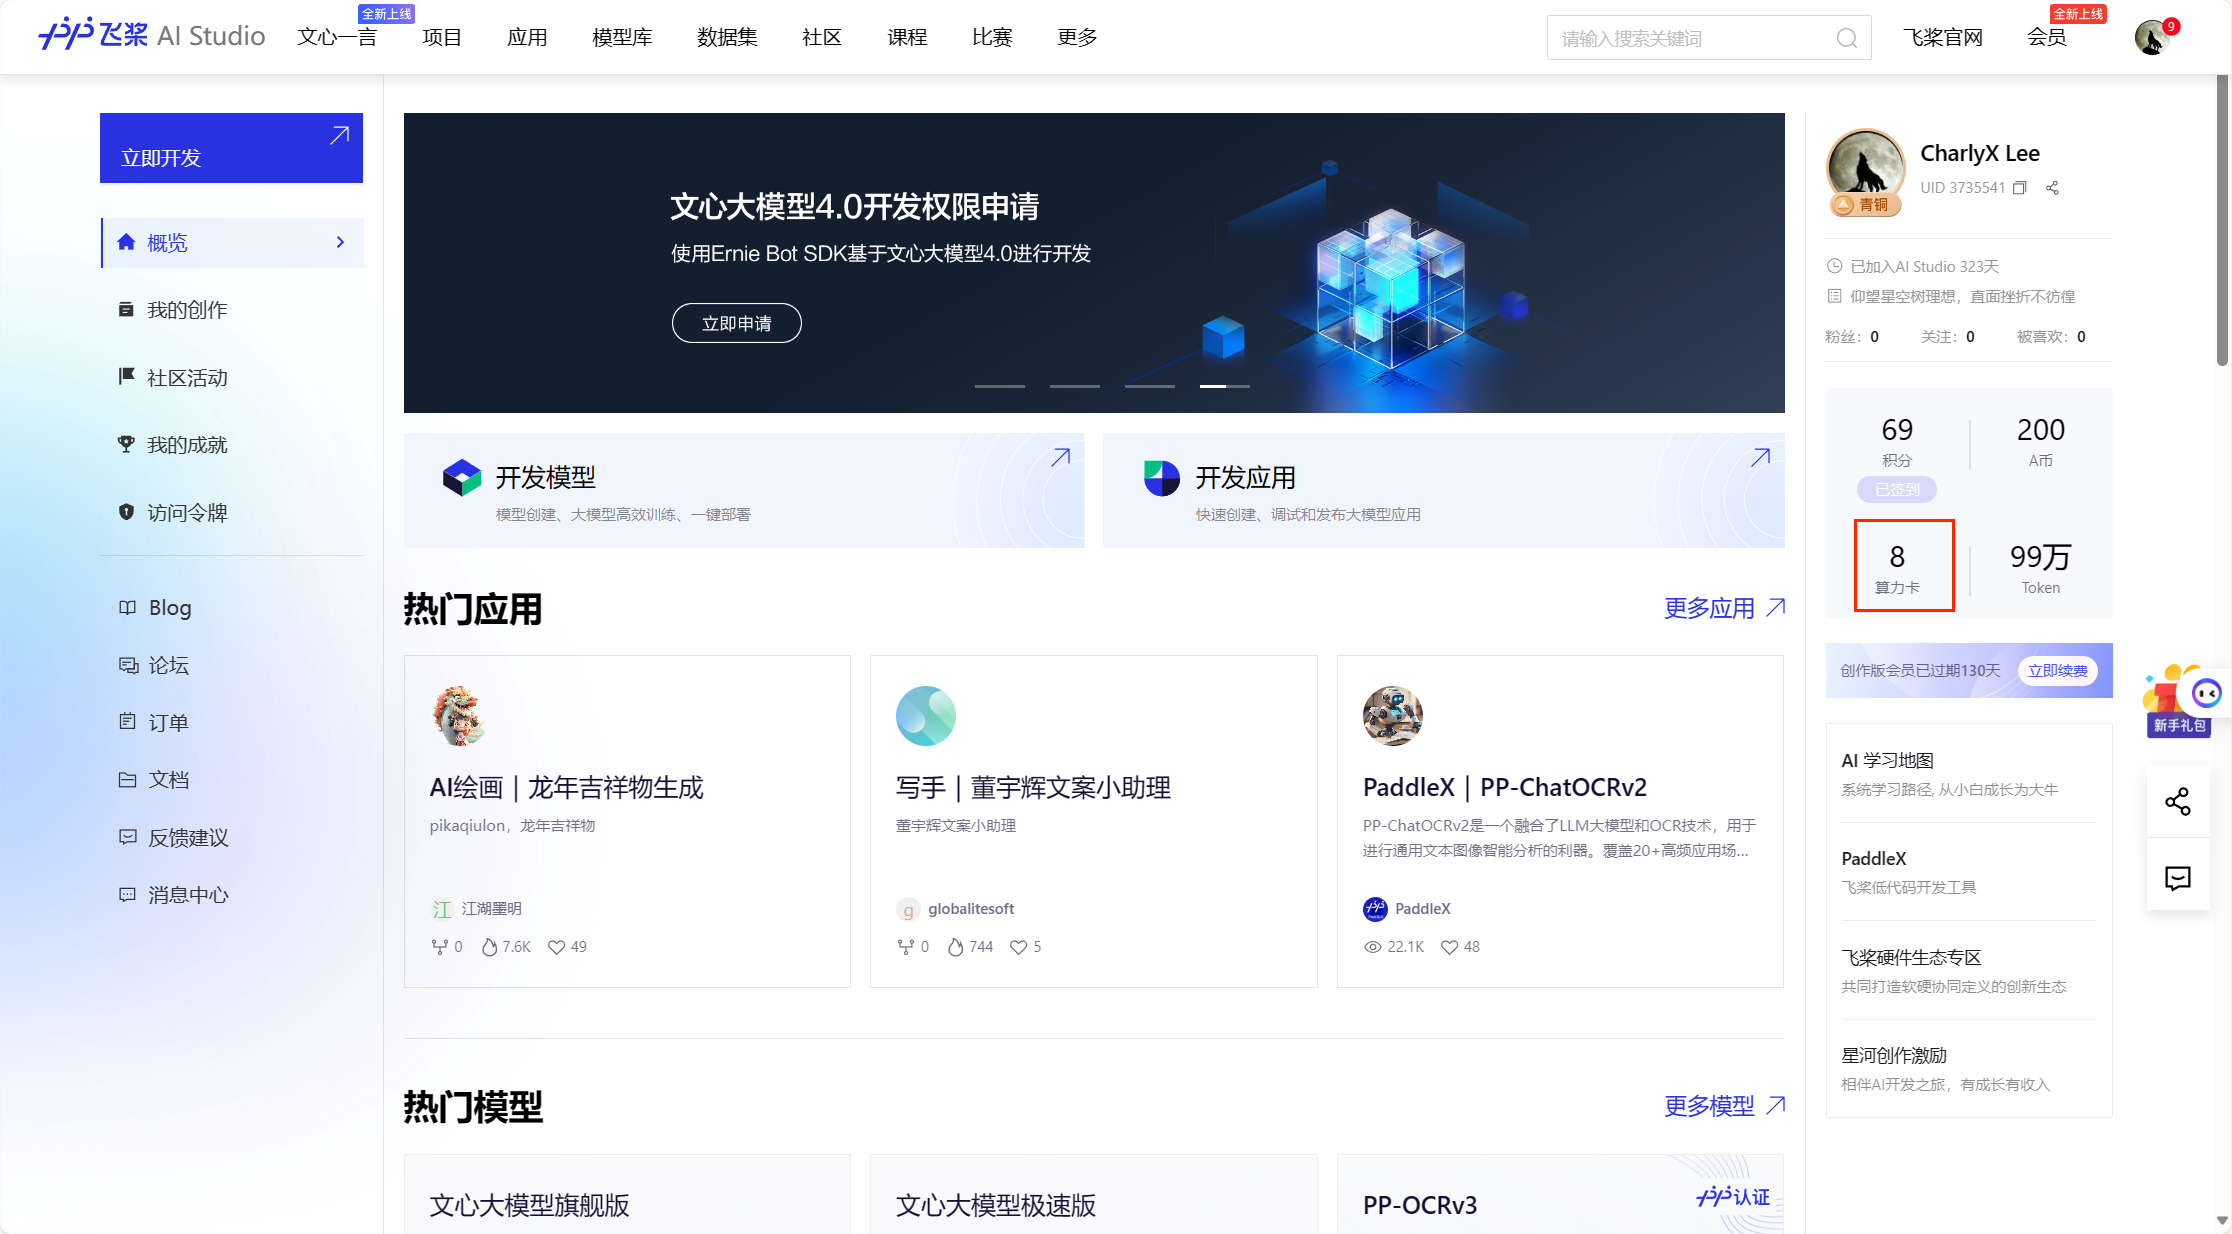 飞桨 AI Studio
文心一言
全新上线
项目
应用
模型库
数据集
社区
课程
比赛
更多
请输入搜索关键词
飞桨官网
会员
全新上线
9
立即开发
概览
我的创作
社区活动
我的成就
访问令牌
Blog
论坛
订单
文档
反馈建议
消息中心
文心大模型4.0开发权限申请
使用Ernie Bot SDK基于文心大模型4.0进行开发
立即申请
开发模型
模型创建、大模型高效训练、一键部署
开发应用
快速创建、调试和发布大模型应用
热门应用
更多应用
AI绘画｜龙年吉祥物生成
pikaqiulon，龙年吉祥物
江 江湖墨明
0 7.6K 49
写手｜董宇辉文案小助理
董宇辉文案小助理
g globalitesoft
0 744 5
PaddleX｜PP-ChatOCRv2
PP-ChatOCRv2是一个融合了LLM大模型和OCR技术，用于
进行通用文本图像智能分析的利器。覆盖20+高频应用场...
PaddleX
22.1K 48
热门模型
更多模型
文心大模型旗舰版
文心大模型极速版
PP-OCRv3
认证
CharlyX Lee
UID 3735541
青铜
已加入AI Studio 323天
仰望星空树理想，直面挫折不彷徨
粉丝：0 关注：0 被喜欢：0
69
积分
已签到
200
A币
8
算力卡
99万
Token
创作版会员已过期130天
立即续费
AI 学习地图
系统学习路径, 从小白成长为大牛
PaddleX
飞桨低代码开发工具
飞桨硬件生态专区
共同打造软硬协同定义的创新生态
星河创作激励
相伴AI开发之旅，有成长有收入
新手礼包